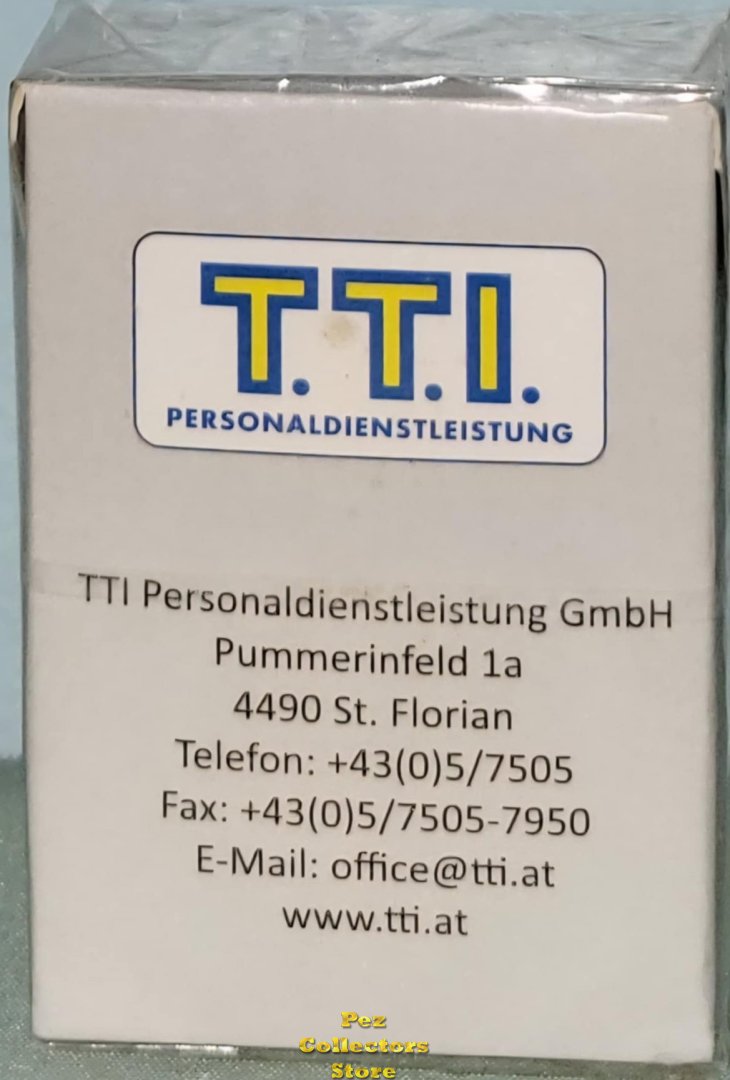 T.T.I.
PERSONALDIENSTLEISTUNG
TTI Personaldienstleistung GmbH
Pummerinfeld 1a
4490 St. Florian
Telefon: +43(0)5/7505
Fax: +43(0)5/7505-7950
E-Mail: office@tti.at
www.tti.at
Pez
Collectors
Store